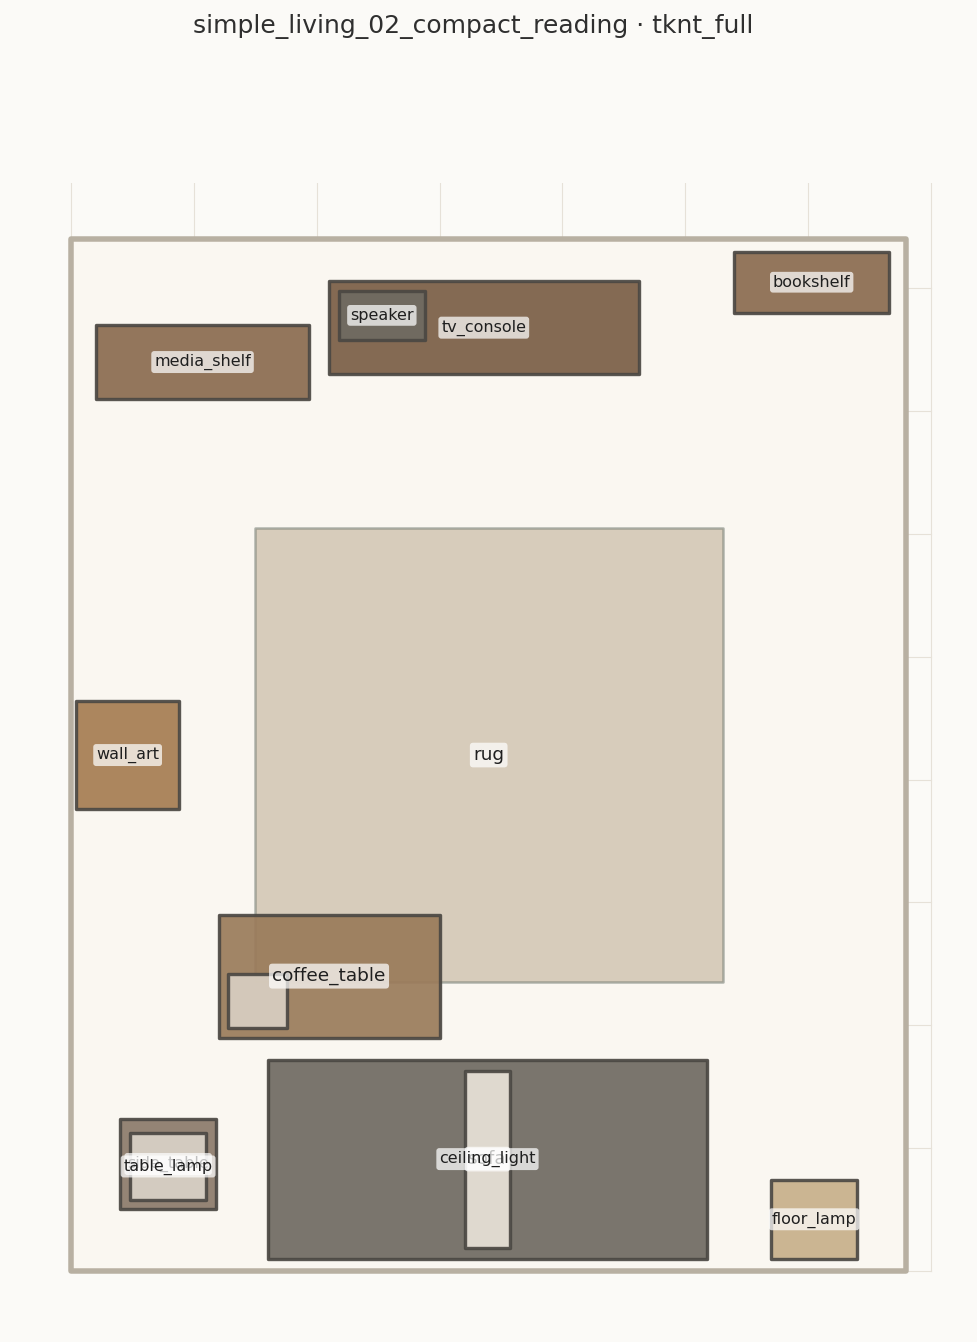 simple_living_02_compact_reading · tknt_full
bookshelf
speaker
tv_console
media_shelf
rug
wall_art
coffee_table
ceiling_light
table_lamp
floor_lamp